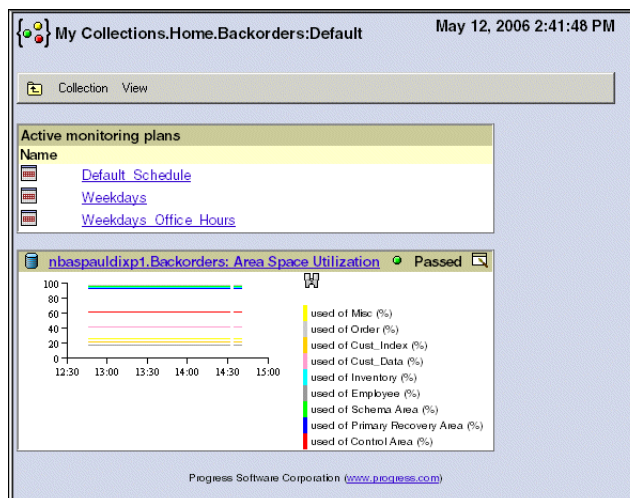 My Collections.Home.Backorders:Default
May 12, 2006 2:41:48 PM
Collection View
Active monitoring plans
Name
Default_Schedule
Weekdays
Weekdays_Office_Hours
nbaspauldixp1.Backorders: Area Space Utilization Passed
100
80
60
40
20
0
12:30 13:00 13:30 14:00 14:30 15:00
used of Misc (%)
used of Order (%)
used of Cust_Index (%)
used of Cust_Data (%)
used of Inventory (%)
used of Employee (%)
used of Schema Area (%)
used of Primary Recovery Area (%)
used of Control Area (%)
Progress Software Corporation (www.progress.com)